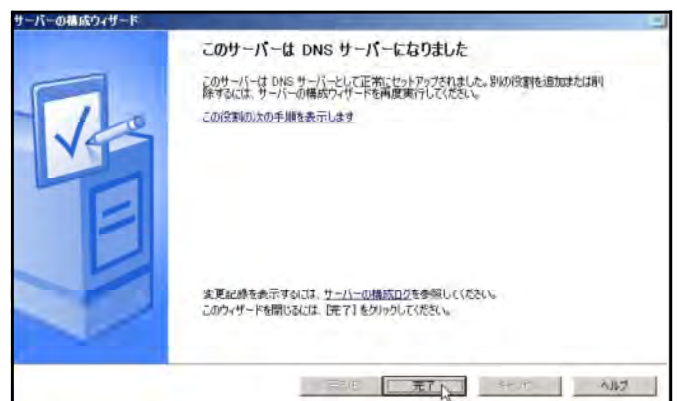 サーバーの構成ウィザード
このサーバーは DNS サーバーになりました
このサーバーは DNS サーバーとして正常にセットアップされました。別の役割を追加または削
除するには、サーバーの構成ウィザードを再度実行してください。
この役割の次の手順を表示します
変更記録を表示するには、サーバーの構成ログを参照してください。
このウィザードを閉じるには、[完了] をクリックしてください。
完了 ヘルプ